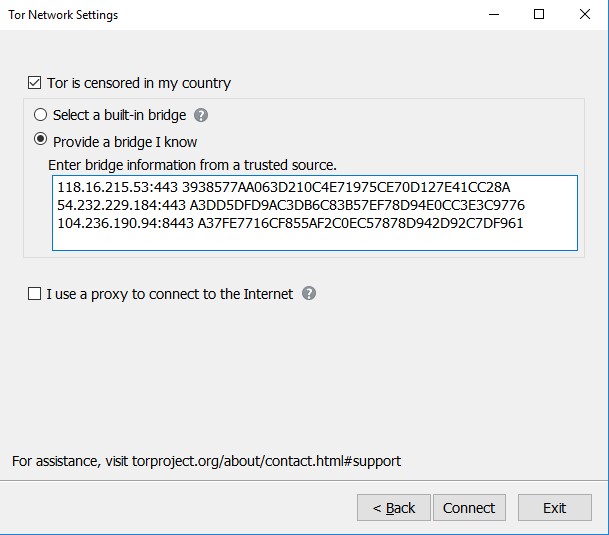 Tor Network Settings
Tor is censored in my country
Select a built-in bridge ?
Provide a bridge I know
Enter bridge information from a trusted source.
118.16.215.53:443 3938577AA063D210C4E71975CE70D127E41CC28A
54.232.229.184:443 A3DD5DFD9AC3DB6C83B57EF78D94E0CC3E3C9776
104.236.190.94:8443 A37FE7716CF855AF2C0EC57878D942D92C7DF961
I use a proxy to connect to the Internet ?
For assistance, visit torproject.org/about/contact.html#support
< Back Connect Exit